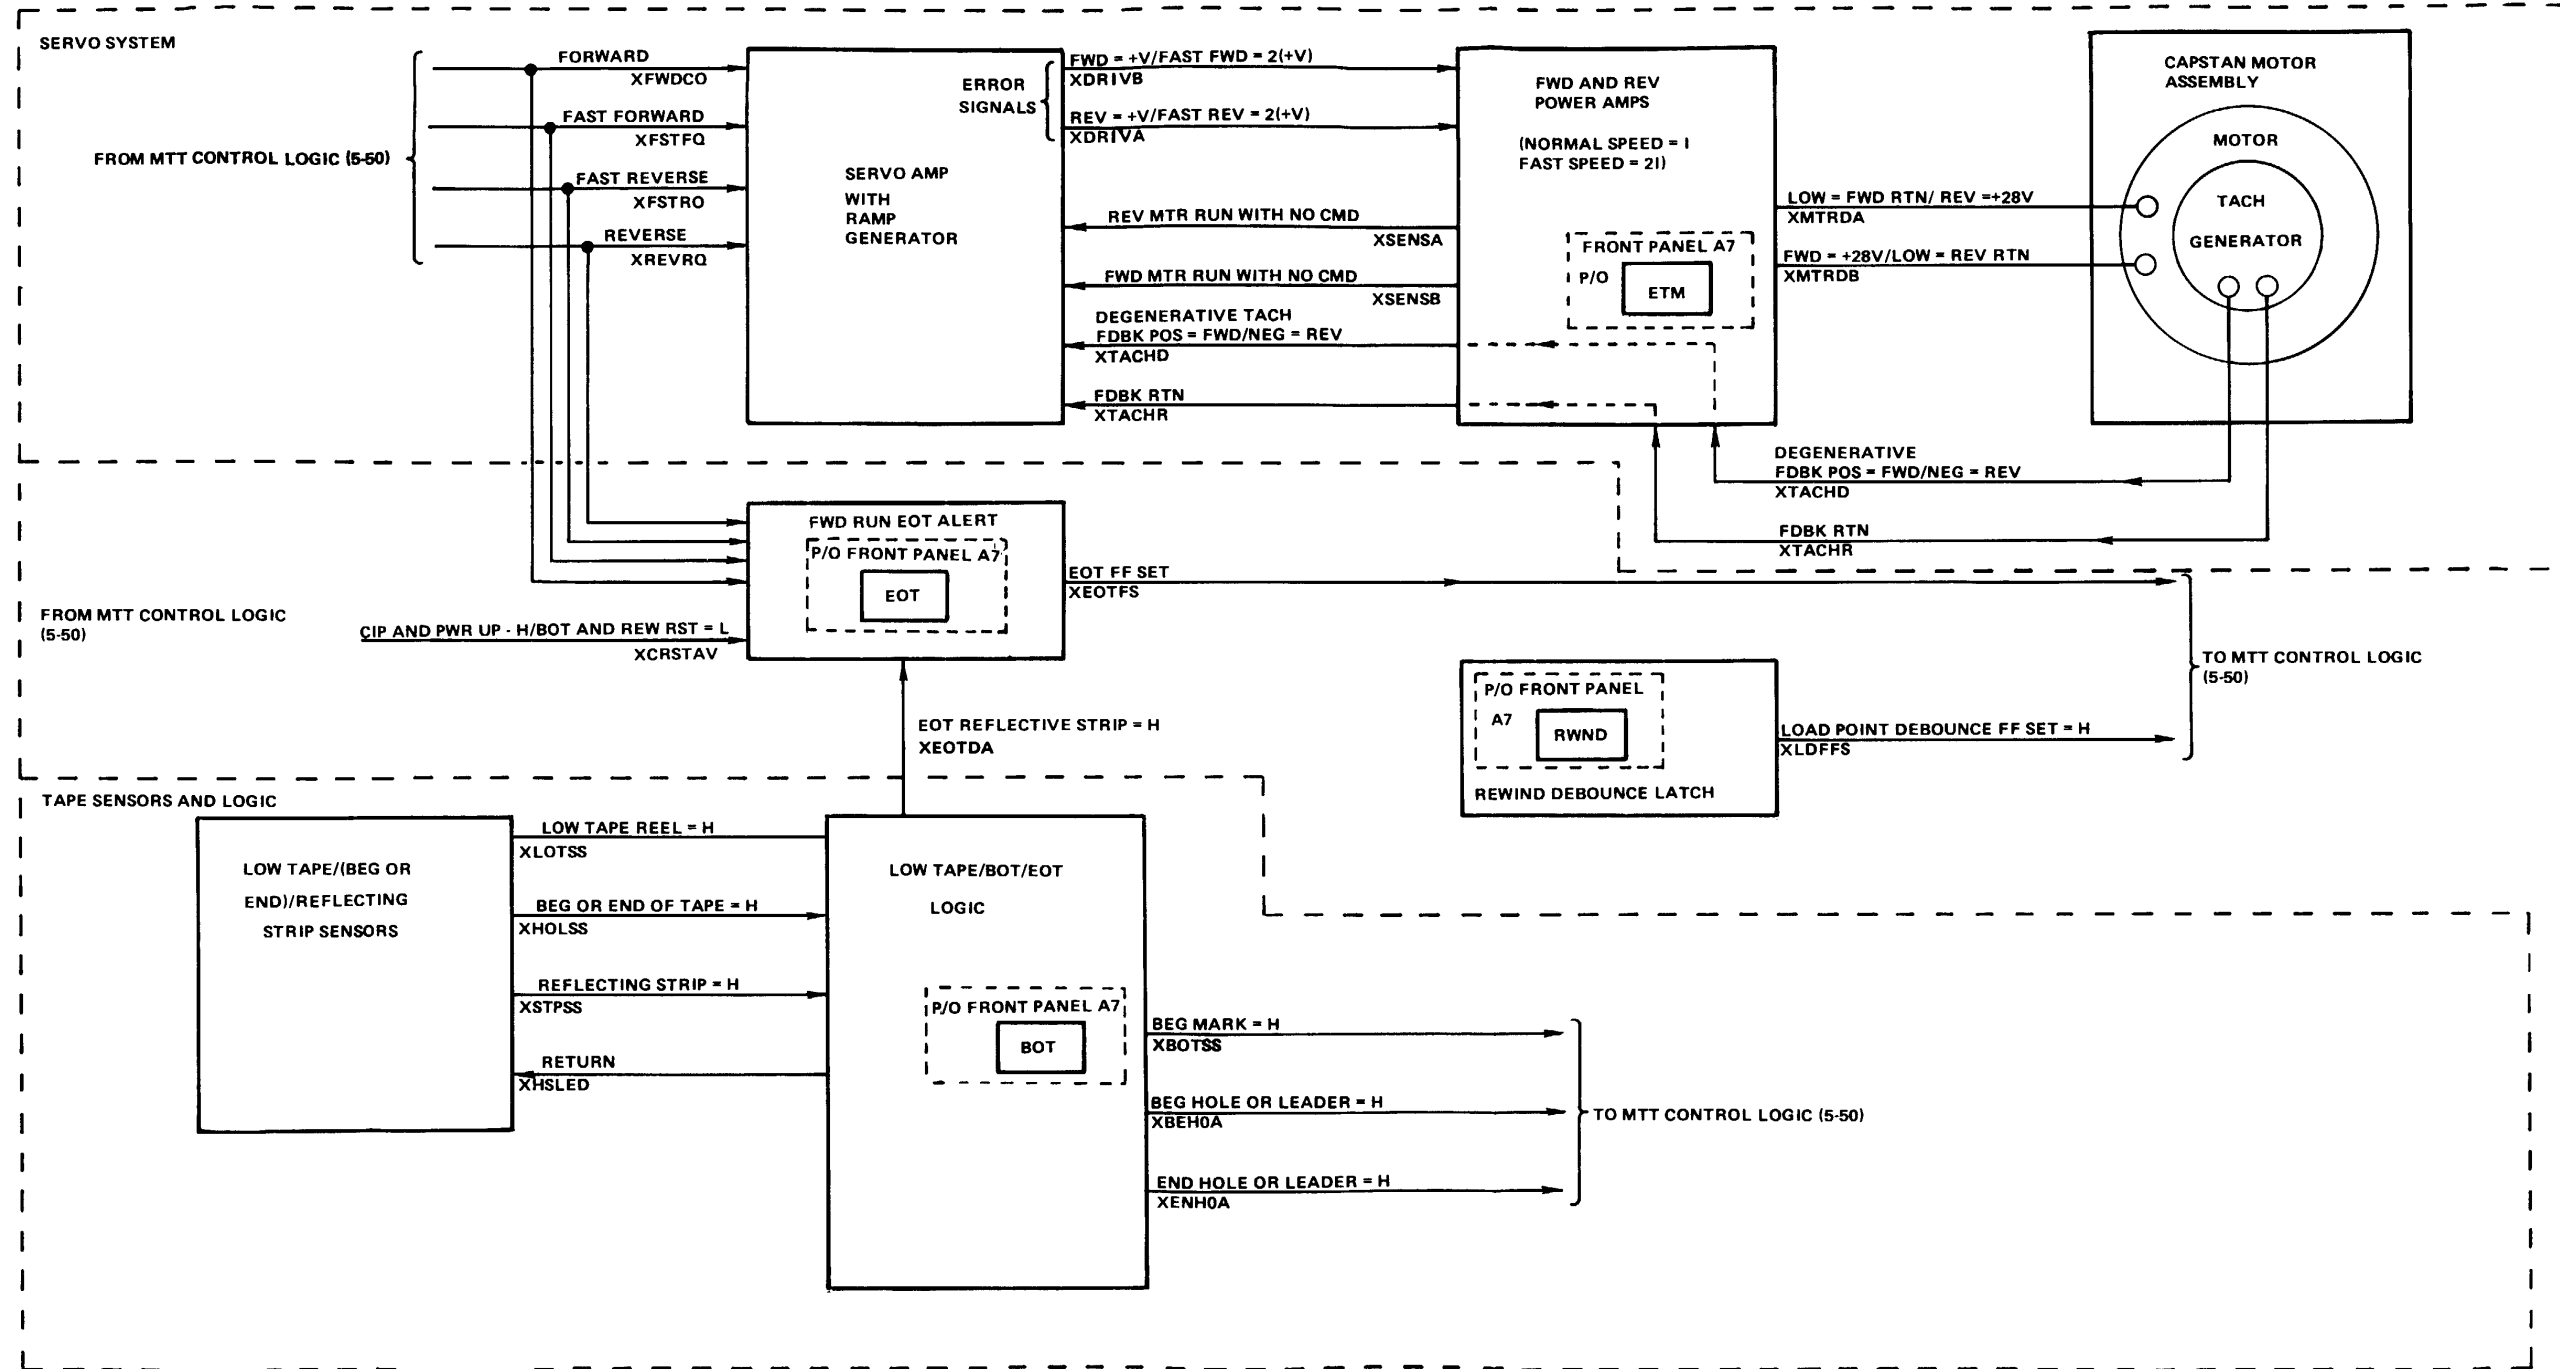 SERVO SYSTEM
FROM MTT CONTROL LOGIC (5-50)
FORWARD
XFWDCO
FAST FORWARD
XFSTFQ
FAST REVERSE
XFSTRO
REVERSE
XREVRQ
SERVO AMP
WITH
RAMP
GENERATOR
ERROR
SIGNALS
FWD = +V/FAST FWD = 2(+V)
XDRIVB
REV = +V/FAST REV = 2(+V)
XDRIVA
REV MTR RUN WITH NO CMD
XSENSA
FWD MTR RUN WITH NO CMD
XSENSB
DEGENERATIVE TACH
FDBK POS = FWD/NEG = REV
XTACHD
FDBK RTN
XTACHR
FWD AND REV
POWER AMPS
(NORMAL SPEED = I
FAST SPEED = 2I)
FRONT PANEL A7
P/O
ETM
LOW = FWD RTN/ REV =+28V
XMTRDA
FWD = +28V/LOW = REV RTN
XMTRDB
CAPSTAN MOTOR
ASSEMBLY
MOTOR
TACH
GENERATOR
DEGENERATIVE
FDBK POS = FWD/NEG = REV
XTACHD
FDBK RTN
XTACHR
FROM MTT CONTROL LOGIC
(5-50)
CIP AND PWR UP - H/BOT AND REW RST = L
XCRSTAV
FWD RUN EOT ALERT
P/O FRONT PANEL A7
EOT
EOT FF SET
XEOTFS
EOT REFLECTIVE STRIP = H
XEOTDA
P/O FRONT PANEL
A7
RWND
REWIND DEBOUNCE LATCH
LOAD POINT DEBOUNCE FF SET = H
XLDFFS
TO MTT CONTROL LOGIC
(5-50)
TAPE SENSORS AND LOGIC
LOW TAPE/(BEG OR
END)/REFLECTING
STRIP SENSORS
LOW TAPE REEL = H
XLOTSS
BEG OR END OF TAPE = H
XHOLSS
REFLECTING STRIP = H
XSTPSS
RETURN
XHSLED
LOW TAPE/BOT/EOT
LOGIC
P/O FRONT PANEL A7
BOT
BEG MARK = H
XBOTSS
BEG HOLE OR LEADER = H
XBEH0A
END HOLE OR LEADER = H
XENH0A
TO MTT CONTROL LOGIC (5-50)